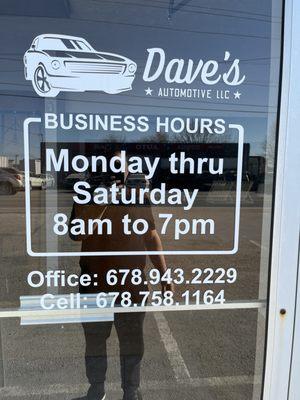 Dave's
AUTOMOTIVE LLC
BUSINESS HOURS
Monday thru
Saturday
8am to 7pm
Office: 678.943.2229
Cell: 678.758.1164